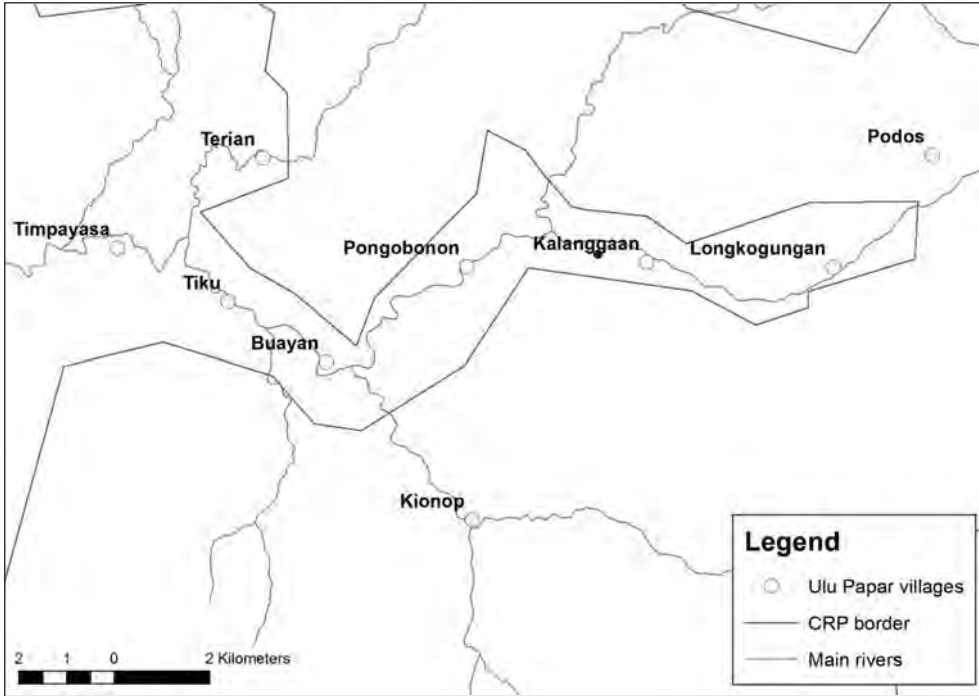 Terian
Podos
Timpayasa
Pongobonon
Kalanggaan
Longkogungan
Tiku
Buayan
Kionop
Legend
Ulu Papar villages
CRP border
Main rivers
2 1 0 2 Kilometers